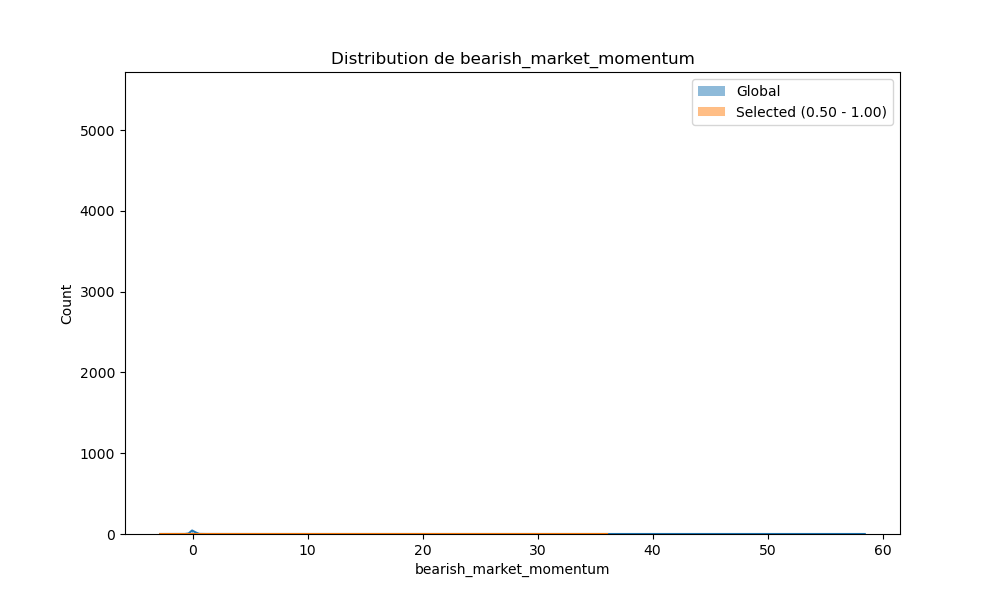 Distribution de bearish_market_momentum
Global
Selected (0.50 - 1.00)
5000
4000
3000
2000
1000
0
Count
0 10 20 30 40 50 60
bearish_market_momentum